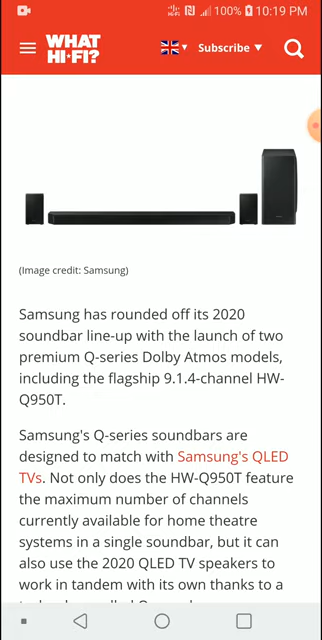 100% 10:19 PM
WHAT HI-FI?
Subscribe
(Image credit: Samsung)
Samsung has rounded off its 2020
soundbar line-up with the launch of two
premium Q-series Dolby Atmos models,
including the flagship 9.1.4-channel HW-
Q950T.
Samsung's Q-series soundbars are
designed to match with Samsung's QLED
TVs. Not only does the HW-Q950T feature
the maximum number of channels
currently available for home theatre
systems in a single soundbar, but it can
also use the 2020 QLED TV speakers to
work in tandem with its own thanks to a